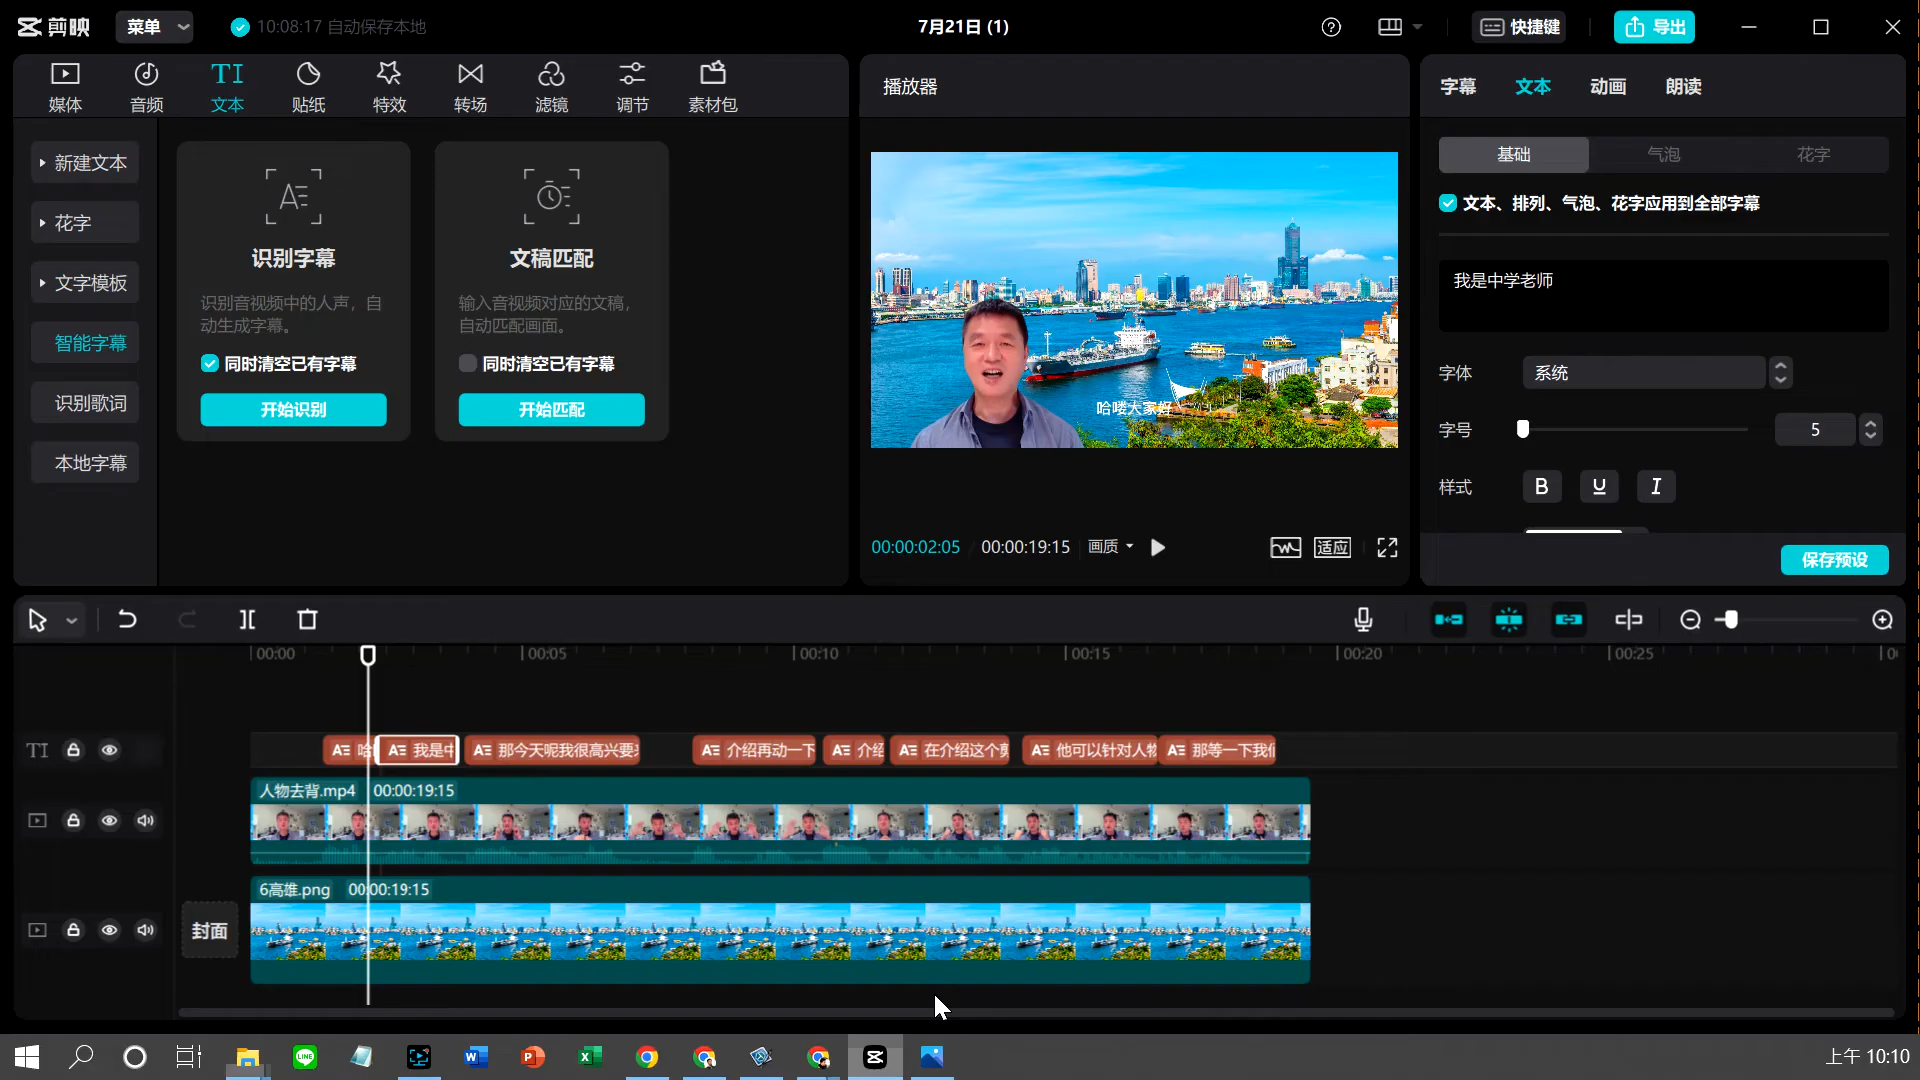 剪映
菜单
10:08:17 自动保存本地
7月21日 (1)
快捷键
导出
媒体
音频
TI
文本
贴纸
特效
转场
滤镜
调节
素材包
新建文本
花字
文字模板
智能字幕
识别歌词
本地字幕
识别字幕
识别音视频中的人声，自
动生成字幕。
同时清空已有字幕
开始识别
文稿匹配
输入音视频对应的文稿，
自动匹配画面。
同时清空已有字幕
开始匹配
播放器
哈喽大家好
00:00:02:05
00:00:19:15
画质
适应
字幕
文本
动画
朗读
基础
气泡
花字
文本、排列、气泡、花字应用到全部字幕
我是中学老师
字体
系统
字号
5
样式
B
U
I
保存预设
00:00
00:05
00:10
00:15
00:20
00:25
TI
我是中
那今天呢我很高兴要
介绍再动一下
介绍
在介绍这个剪
他可以针对人物
那等一下我们
人物去背.mp4
00:00:19:15
封面
6高雄.png
00:00:19:15
LINE
上午 10:10